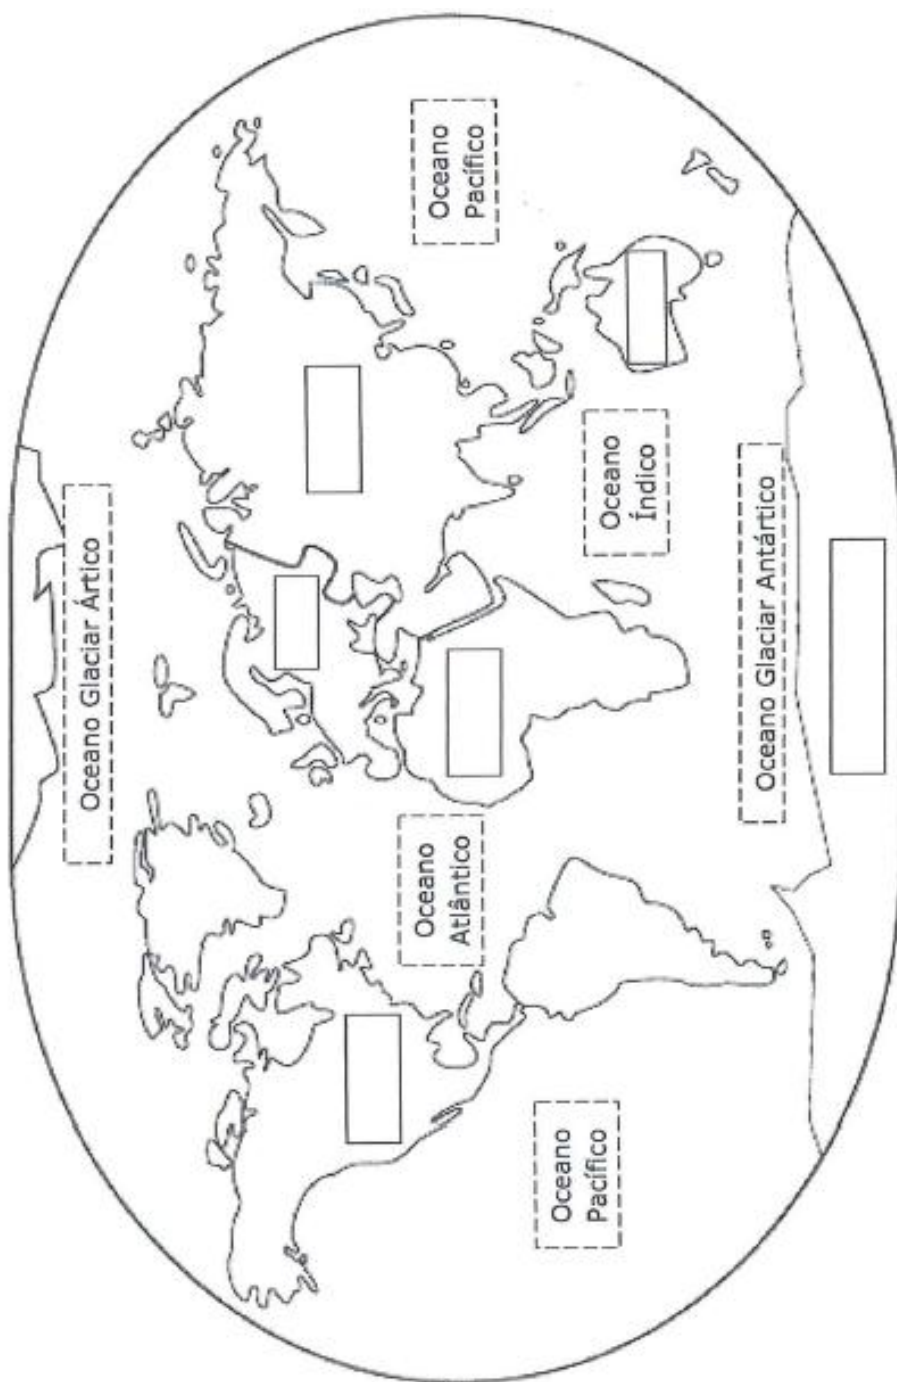 Oceano Glaciar Ártico
Oceano
Pacífico
Oceano
Atlântico
Oceano
Índico
Oceano
Pacífico
Oceano Glaciar Antártico